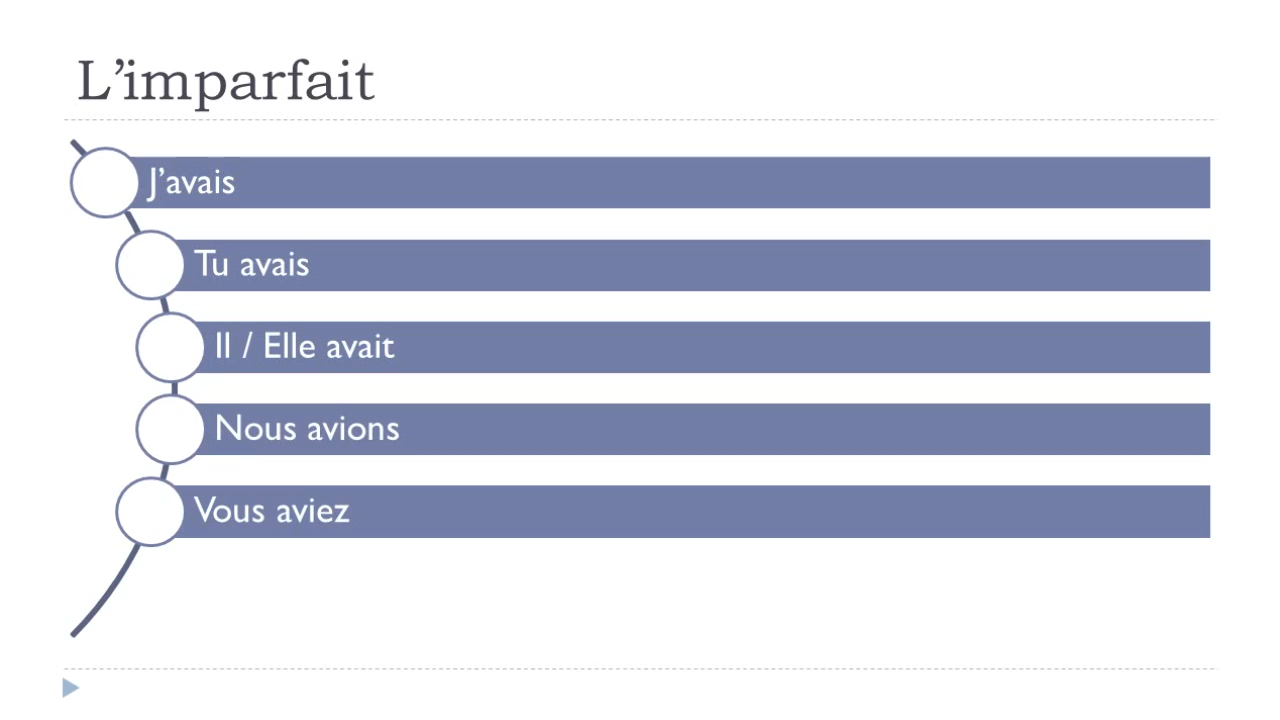 L’imparfait
J’avais
Tu avais
Il / Elle avait
Nous avions
Vous aviez